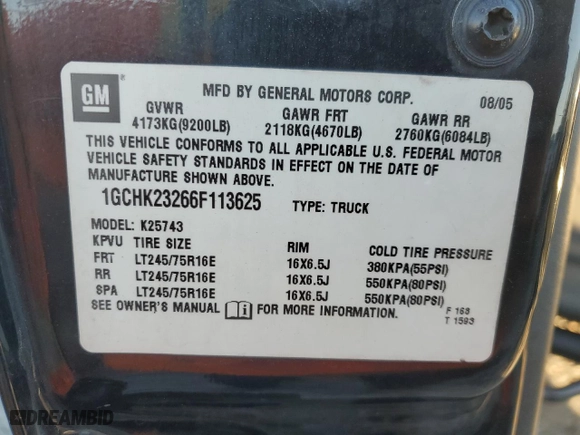 GM
MFD BY GENERAL MOTORS CORP. 08/05
GVWR GAWR FRT GAWR RR
4173KG(9200LB) 2118KG(4670LB) 2760KG(6084LB)
THIS VEHICLE CONFORMS TO ALL APPLICABLE U.S. FEDERAL MOTOR
VEHICLE SAFETY STANDARDS IN EFFECT ON THE DATE OF
MANUFACTURE SHOWN ABOVE.
1GCHK23266F113625 TYPE: TRUCK
MODEL: K25743
KPVU TIRE SIZE RIM COLD TIRE PRESSURE
FRT LT245/75R16E 16X6.5J 380KPA(55PSI)
RR LT245/75R16E 16X6.5J 550KPA(80PSI)
SPA LT245/75R16E 16X6.5J 550KPA(80PSI)
SEE OWNER'S MANUAL FOR MORE INFORMATION.
F 168
T 1593
DREAMBID